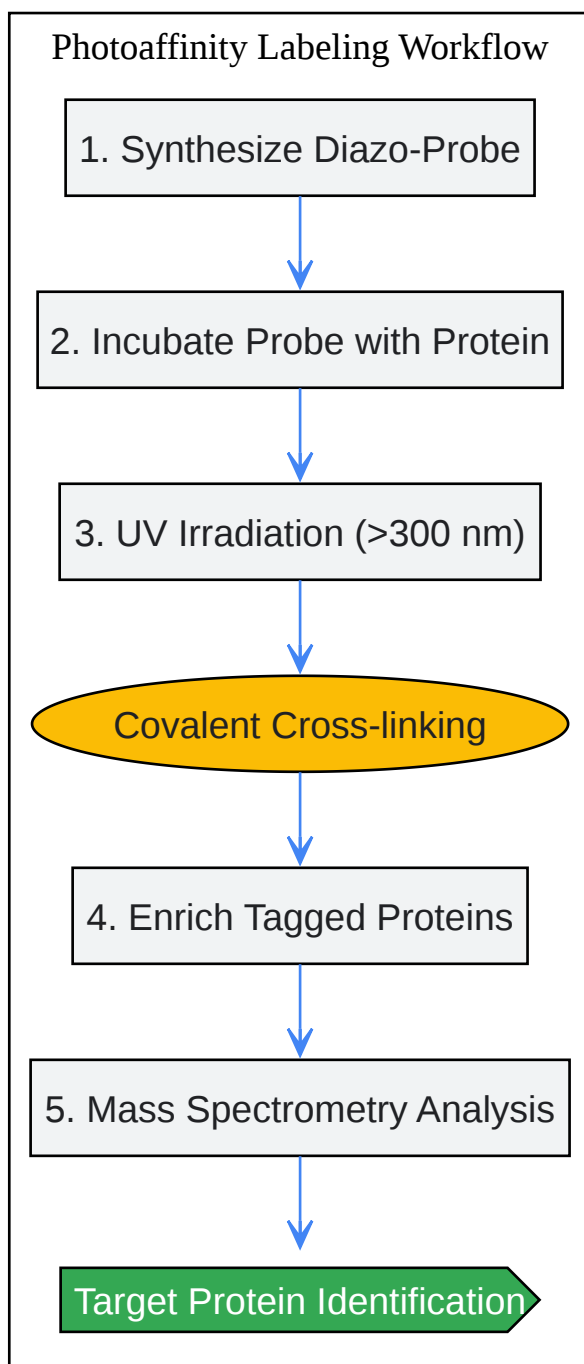 Photoaffinity Labeling Workflow
1. Synthesize Diazo-Probe
2. Incubate Probe with Protein
3. UV Irradiation (>300 nm)
Covalent Cross-linking
4. Enrich Tagged Proteins
5. Mass Spectrometry Analysis
Target Protein Identification